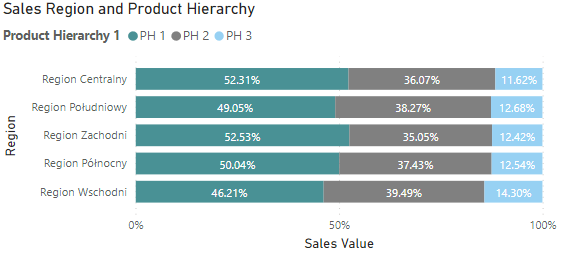 Sales Region and Product Hierarchy
Product Hierarchy 1 PH 1 PH 2 PH 3
Region
Region Centralny 52.31% 36.07% 11.62%
Region Południowy 49.05% 38.27% 12.68%
Region Zachodni 52.53% 35.05% 12.42%
Region Północny 50.04% 37.43% 12.54%
Region Wschodni 46.21% 39.49% 14.30%
0% 50% 100%
Sales Value